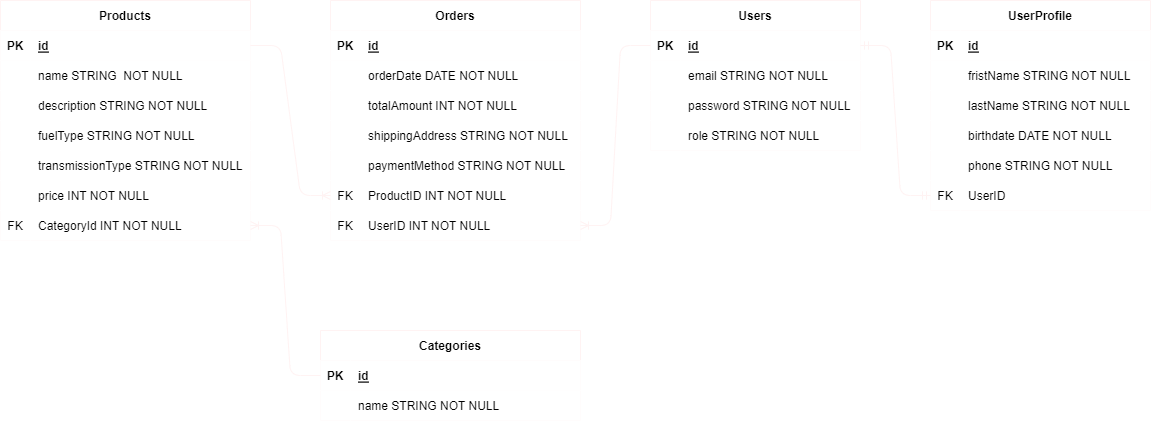 Products
PK id
name STRING  NOT NULL
description STRING NOT NULL
fuelType STRING NOT NULL
transmissionType STRING NOT NULL
price INT NOT NULL
FK CategoryId INT NOT NULL
Orders
PK id
orderDate DATE NOT NULL
totalAmount INT NOT NULL
shippingAddress STRING NOT NULL
paymentMethod STRING NOT NULL
FK ProductID INT NOT NULL
FK UserID INT NOT NULL
Users
PK id
email STRING NOT NULL
password STRING NOT NULL
role STRING NOT NULL
UserProfile
PK id
fristName STRING NOT NULL
lastName STRING NOT NULL
birthdate DATE NOT NULL
phone STRING NOT NULL
FK UserID
Categories
PK id
name STRING NOT NULL